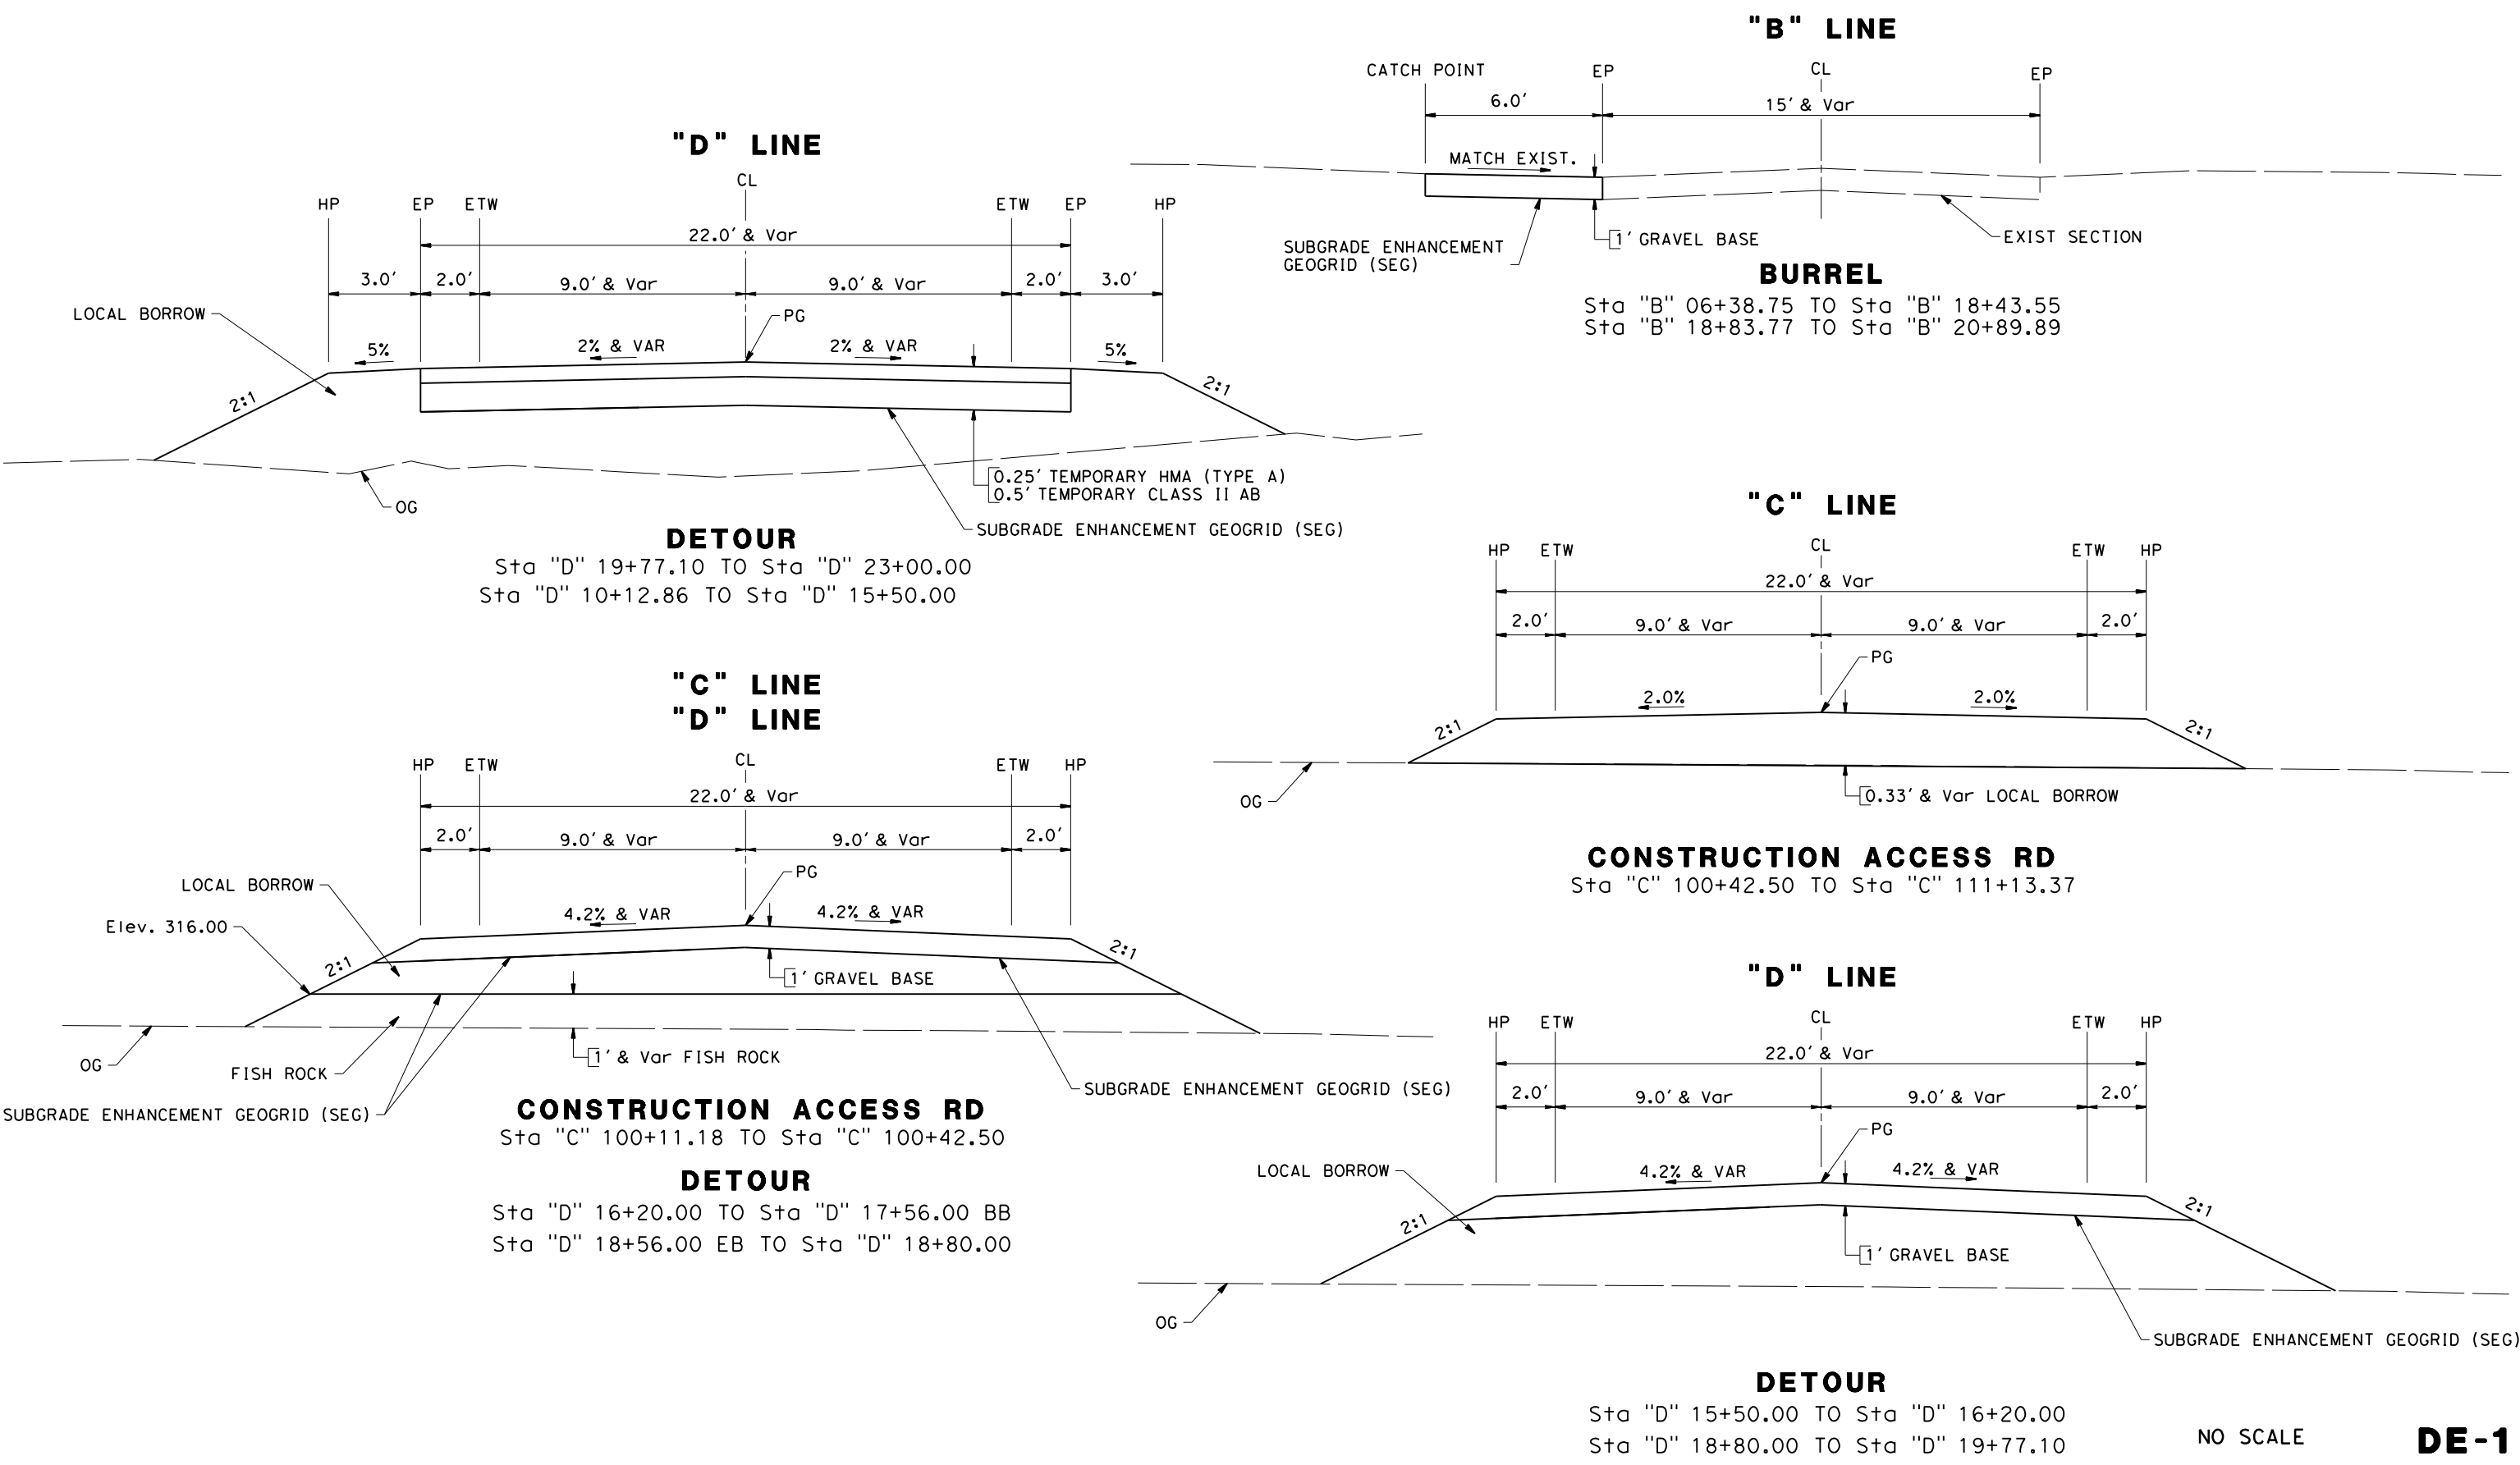 "D" LINE
CL
HP EP ETW ETW EP HP
22.0' & Var
3.0' 2.0' 9.0' & Var 9.0' & Var 2.0' 3.0'
LOCAL BORROW
PG
5% 2% & VAR 2% & VAR 5%
2:1 2:1
0.25' TEMPORARY HMA (TYPE A)
0.5' TEMPORARY CLASS II AB
OG
SUBGRADE ENHANCEMENT GEOGRID (SEG)
DETOUR
Sta "D" 19+77.10 TO Sta "D" 23+00.00
Sta "D" 10+12.86 TO Sta "D" 15+50.00
"B" LINE
CATCH POINT EP CL EP
6.0' 15' & Var
MATCH EXIST.
SUBGRADE ENHANCEMENT
GEOGRID (SEG)
1' GRAVEL BASE
EXIST SECTION
BURREL
Sta "B" 06+38.75 TO Sta "B" 18+43.55
Sta "B" 18+83.77 TO Sta "B" 20+89.89
"C" LINE
CL
HP ETW ETW HP
22.0' & Var
2.0' 9.0' & Var 9.0' & Var 2.0'
PG
2.0% 2.0%
2:1 2:1
OG
0.33' & Var LOCAL BORROW
CONSTRUCTION ACCESS RD
Sta "C" 100+42.50 TO Sta "C" 111+13.37
"C" LINE
"D" LINE
CL
HP ETW ETW HP
22.0' & Var
2.0' 9.0' & Var 9.0' & Var 2.0'
PG
LOCAL BORROW
4.2% & VAR 4.2% & VAR
Elev. 316.00
2:1 2:1
1' GRAVEL BASE
OG
1' & Var FISH ROCK
FISH ROCK
SUBGRADE ENHANCEMENT GEOGRID (SEG)
SUBGRADE ENHANCEMENT GEOGRID (SEG)
CONSTRUCTION ACCESS RD
Sta "C" 100+11.18 TO Sta "C" 100+42.50
DETOUR
Sta "D" 16+20.00 TO Sta "D" 17+56.00 BB
Sta "D" 18+56.00 EB TO Sta "D" 18+80.00
"D" LINE
CL
HP ETW ETW HP
22.0' & Var
2.0' 9.0' & Var 9.0' & Var 2.0'
PG
LOCAL BORROW
4.2% & VAR 4.2% & VAR
2:1 2:1
1' GRAVEL BASE
OG
SUBGRADE ENHANCEMENT GEOGRID (SEG)
DETOUR
Sta "D" 15+50.00 TO Sta "D" 16+20.00
Sta "D" 18+80.00 TO Sta "D" 19+77.10
NO SCALE
DE-1